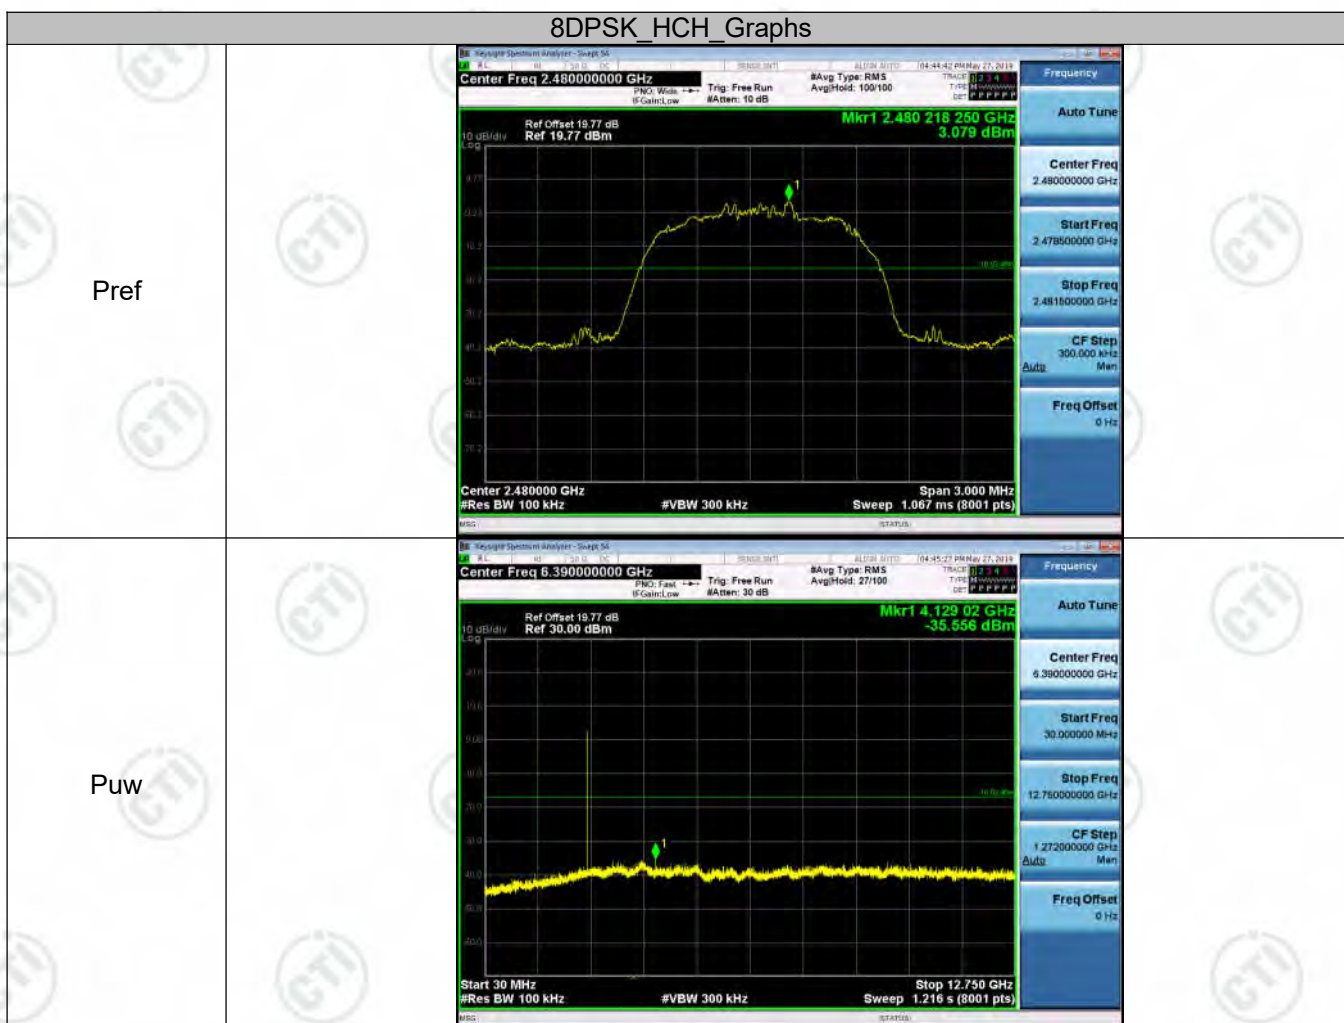 8DPSK_HCH_Graphs
Pref
Keysight Spectrum Analyzer - Swept SA
Center Freq 2.480000000 GHz
PNO: Wide
IFGain:Low
Trig: Free Run
#Atten: 10 dB
#Avg Type: RMS
Avg|Hold: 100/100
04:44:42 PM May 27, 2019
TRACE
TYPE
DET
Ref Offset 19.77 dB
Ref 19.77 dBm
10 dB/div
Log
Mkr1 2.480 218 250 GHz
3.079 dBm
1
Center 2.480000 GHz
#Res BW 100 kHz
#VBW 300 kHz
Span 3.000 MHz
Sweep 1.067 ms (8001 pts)
MSG
STATUS
Frequency
Auto Tune
Center Freq
2.480000000 GHz
Start Freq
2.478500000 GHz
Stop Freq
2.481500000 GHz
CF Step
300.000 kHz
Auto Man
Freq Offset
0 Hz
Puw
Keysight Spectrum Analyzer - Swept SA
Center Freq 6.390000000 GHz
PNO: Fast
IFGain:Low
Trig: Free Run
#Atten: 30 dB
#Avg Type: RMS
Avg|Hold: 27/100
04:45:27 PM May 27, 2019
TRACE
TYPE
DET
Ref Offset 19.77 dB
Ref 30.00 dBm
10 dB/div
Log
Mkr1 4.129 02 GHz
-35.556 dBm
1
Start 30 MHz
#Res BW 100 kHz
#VBW 300 kHz
Stop 12.750 GHz
Sweep 1.216 s (8001 pts)
MSG
STATUS
Frequency
Auto Tune
Center Freq
6.390000000 GHz
Start Freq
30.000000 MHz
Stop Freq
12.750000000 GHz
CF Step
1.272000000 GHz
Auto Man
Freq Offset
0 Hz
CTI